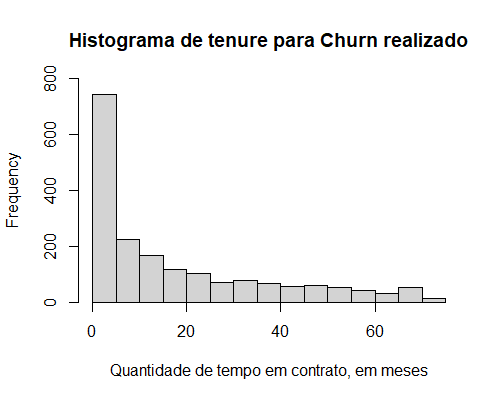 Histograma de tenure para Churn realizado
Frequency
800
600
400
200
0
0 20 40 60
Quantidade de tempo em contrato, em meses